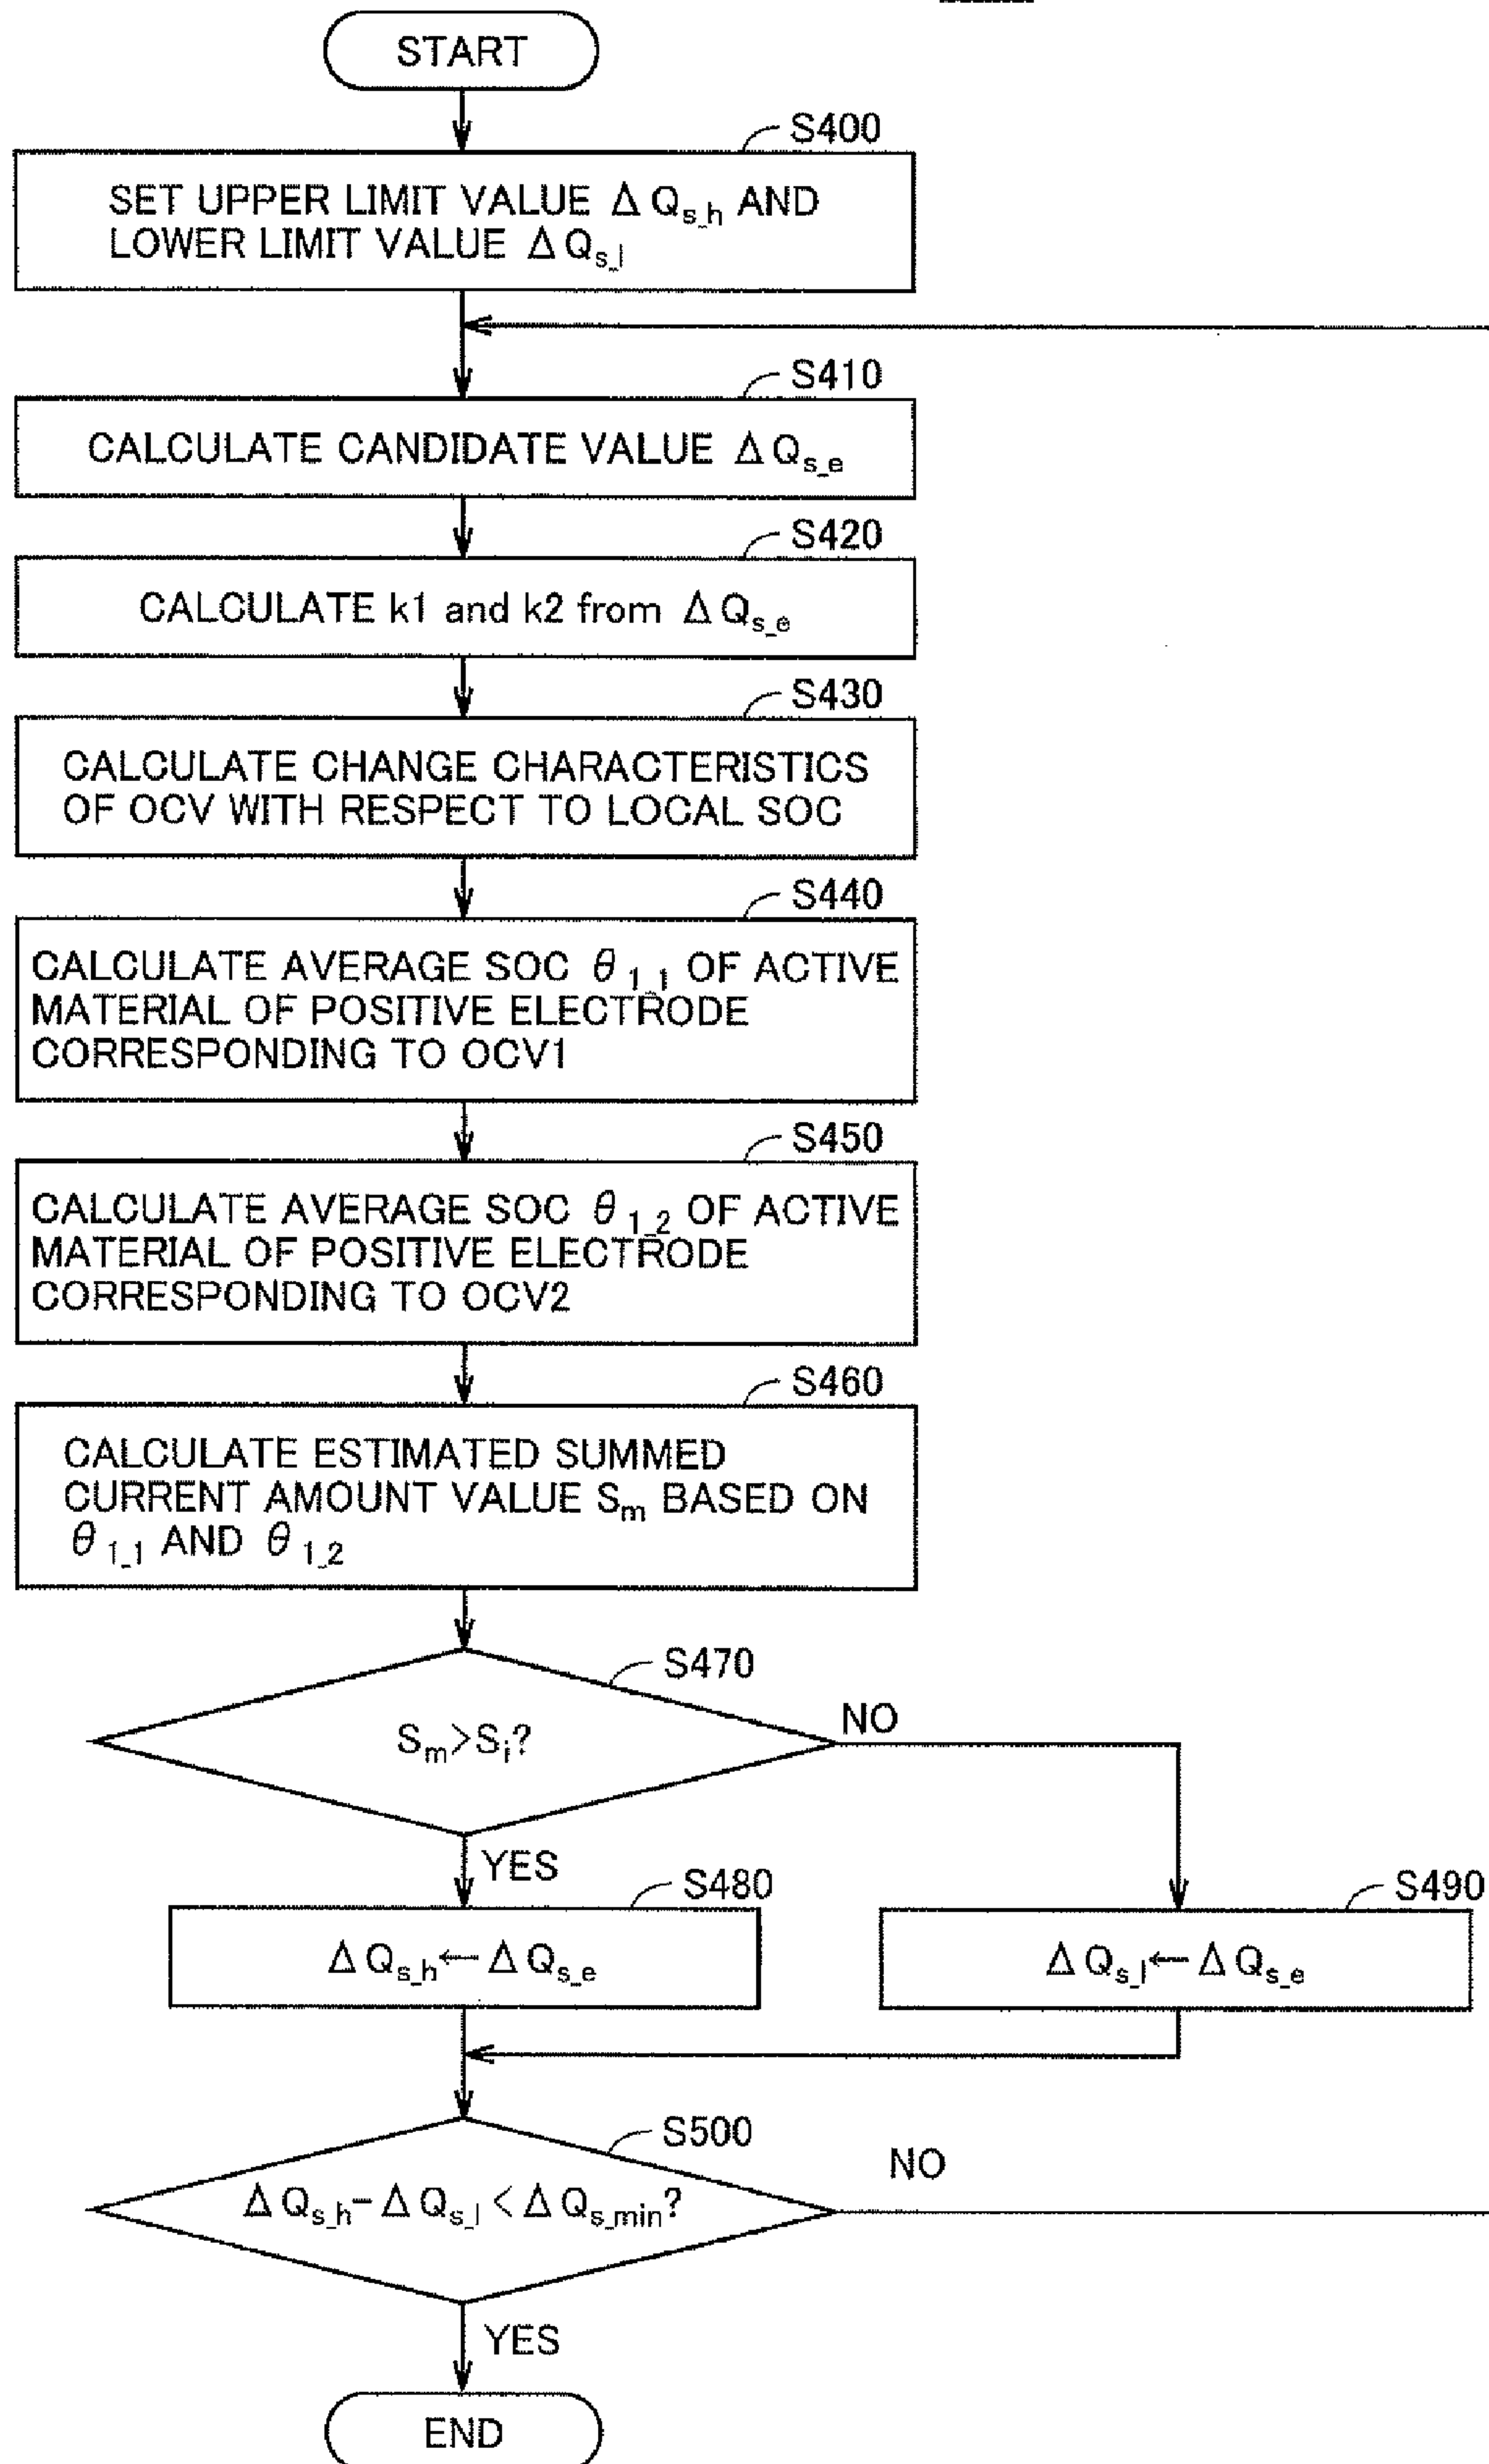 START
S400
SET UPPER LIMIT VALUE ΔQs_h AND
LOWER LIMIT VALUE ΔQs_l
S410
CALCULATE CANDIDATE VALUE ΔQs_e
S420
CALCULATE k1 and k2 from ΔQs_e
S430
CALCULATE CHANGE CHARACTERISTICS
OF OCV WITH RESPECT TO LOCAL SOC
S440
CALCULATE AVERAGE SOC θ1_1 OF ACTIVE
MATERIAL OF POSITIVE ELECTRODE
CORRESPONDING TO OCV1
S450
CALCULATE AVERAGE SOC θ1_2 OF ACTIVE
MATERIAL OF POSITIVE ELECTRODE
CORRESPONDING TO OCV2
S460
CALCULATE ESTIMATED SUMMED
CURRENT AMOUNT VALUE Sm BASED ON
θ1_1 AND θ1_2
S470
Sm>Si?
NO
YES
S480
ΔQs_h←ΔQs_e
S490
ΔQs_l←ΔQs_e
S500
ΔQs_h-ΔQs_l<ΔQs_min?
NO
YES
END